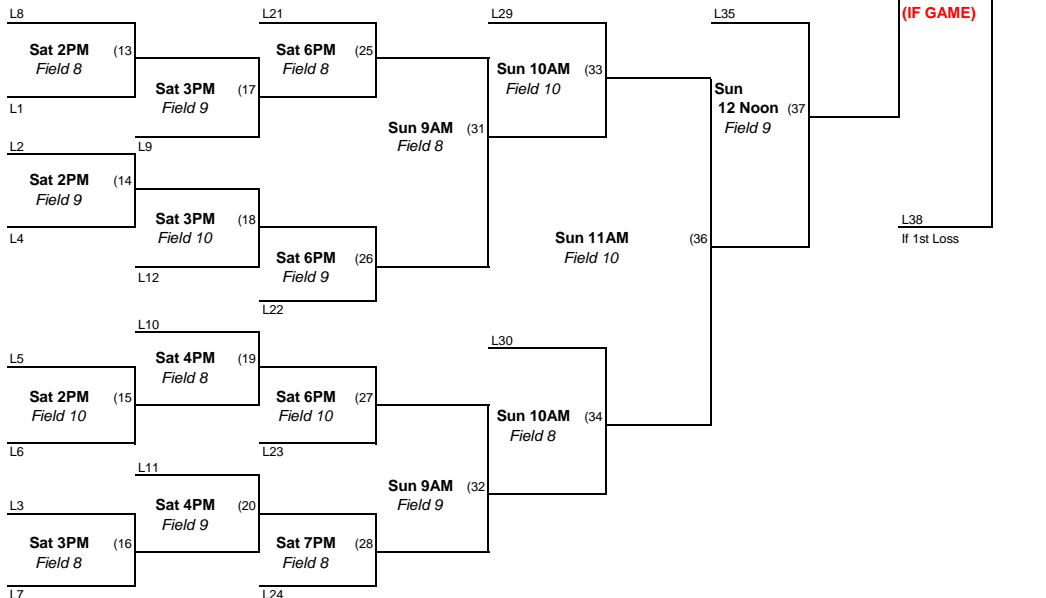 L8
L21
L29
L35
(IF GAME)
Sat 2PM (13
Field 8
Sat 6PM (25
Field 8
Sun 10AM (33
Field 10
Sat 3PM (17
Field 9
Sun
12 Noon (37
Field 9
L1
Sun 9AM (31
Field 8
L2
L9
Sat 2PM (14
Field 9
Sat 3PM (18
Field 10
L38
If 1st Loss
L4
Sun 11AM (36
Field 10
Sat 6PM (26
Field 9
L12
L22
L10
L30
L5
Sat 4PM (19
Field 8
Sat 2PM (15
Field 10
Sat 6PM (27
Field 10
Sun 10AM (34
Field 8
L6
L23
L11
Sun 9AM (32
Field 9
L3
Sat 4PM (20
Field 9
Sat 3PM (16
Field 8
Sat 7PM (28
Field 8
L7
L24